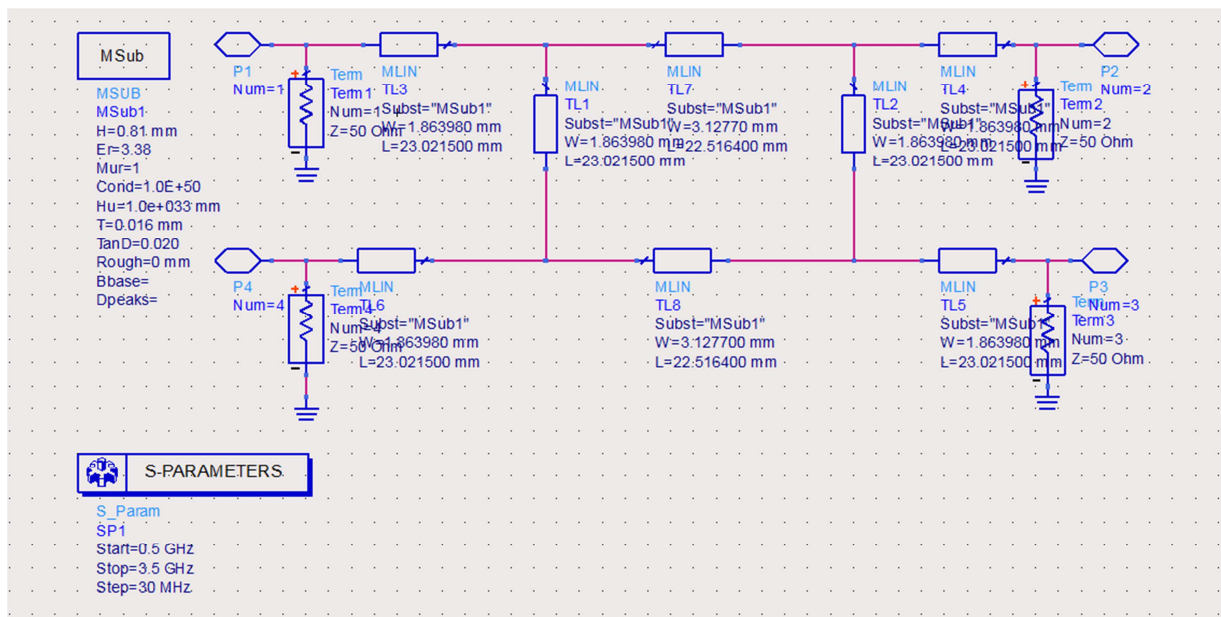 MSub
MSUB
MSub1
H=0.81 mm
Er=3.38
Mur=1
Cond=1.0E+50
Hu=1.0e+033 mm
T=0.016 mm
TanD=0.020
Rough=0 mm
Bbase=
Dpeaks=
P1
Num=1
Term
Term1
Num=1
Z=50 Ohm
MLIN
TL3
Subst="MSub1"
W=1.863980 mm
L=23.021500 mm
MLIN
TL1
Subst="MSub1"
W=1.863980 mm
L=23.021500 mm
MLIN
TL7
Subst="MSub1"
W=3.12770 mm
L=22.516400 mm
MLIN
TL2
Subst="MSub1"
W=1.863980 mm
L=23.021500 mm
MLIN
TL4
Subst="MSub1"
W=1.863980 mm
L=23.021500 mm
Term
Term2
Num=2
Z=50 Ohm
P2
Num=2
P4
Num=4
Term
Term4
Num=4
Z=50 Ohm
MLIN
TL6
Subst="MSub1"
W=1.863980 mm
L=23.021500 mm
MLIN
TL8
Subst="MSub1"
W=3.127700 mm
L=22.516400 mm
MLIN
TL5
Subst="MSub1"
W=1.863980 mm
L=23.021500 mm
Term
Term3
Num=3
Z=50 Ohm
P3
Num=3
S-PARAMETERS
S_Param
SP1
Start=0.5 GHz
Stop=3.5 GHz
Step=30 MHz